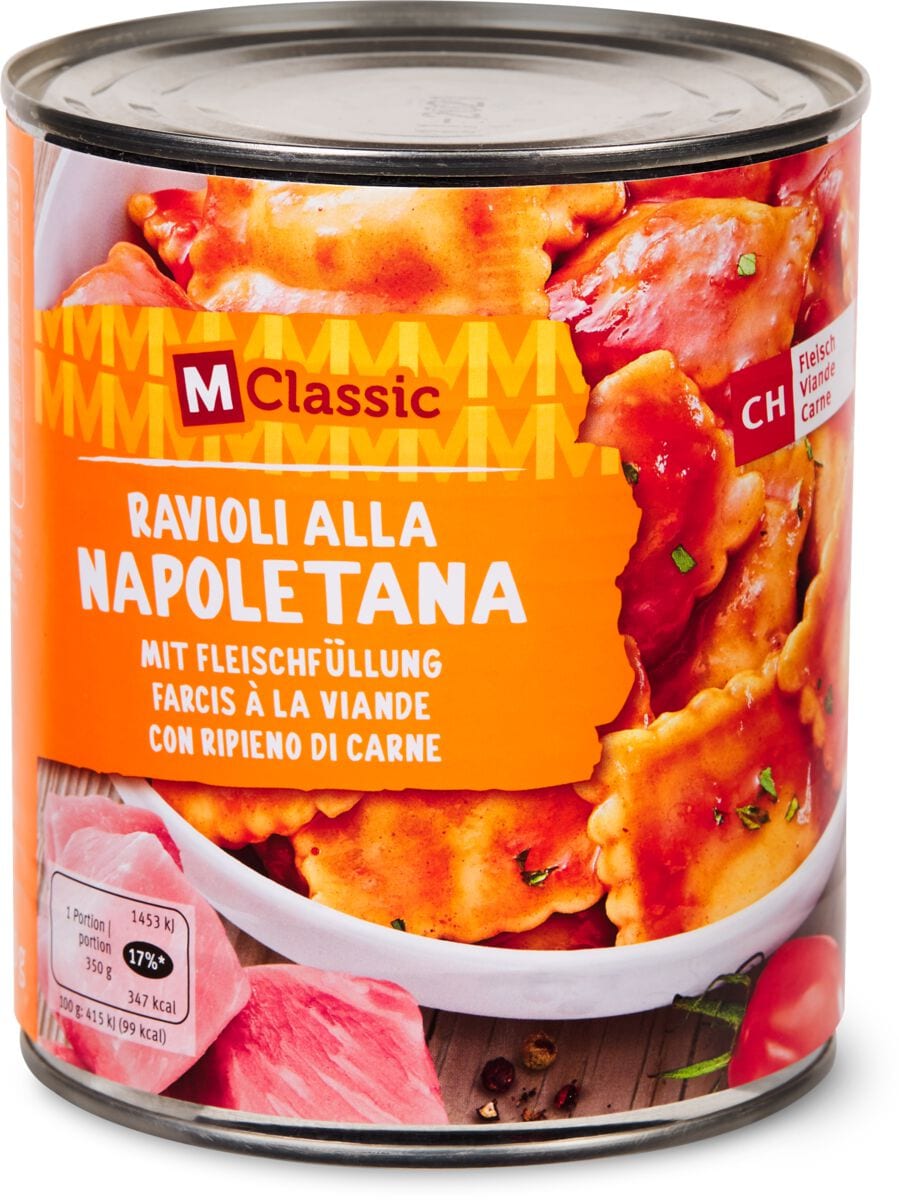 M Classic
CH
Fleisch
Viande
Carne
RAVIOLI ALLA
NAPOLETANA
MIT FLEISCHFÜLLUNG
FARCIS À LA VIANDE
CON RIPIENO DI CARNE
1 Portion |
portion
350 g
1453 kJ
17%*
347 kcal
100 g: 415 kJ (99 kcal)